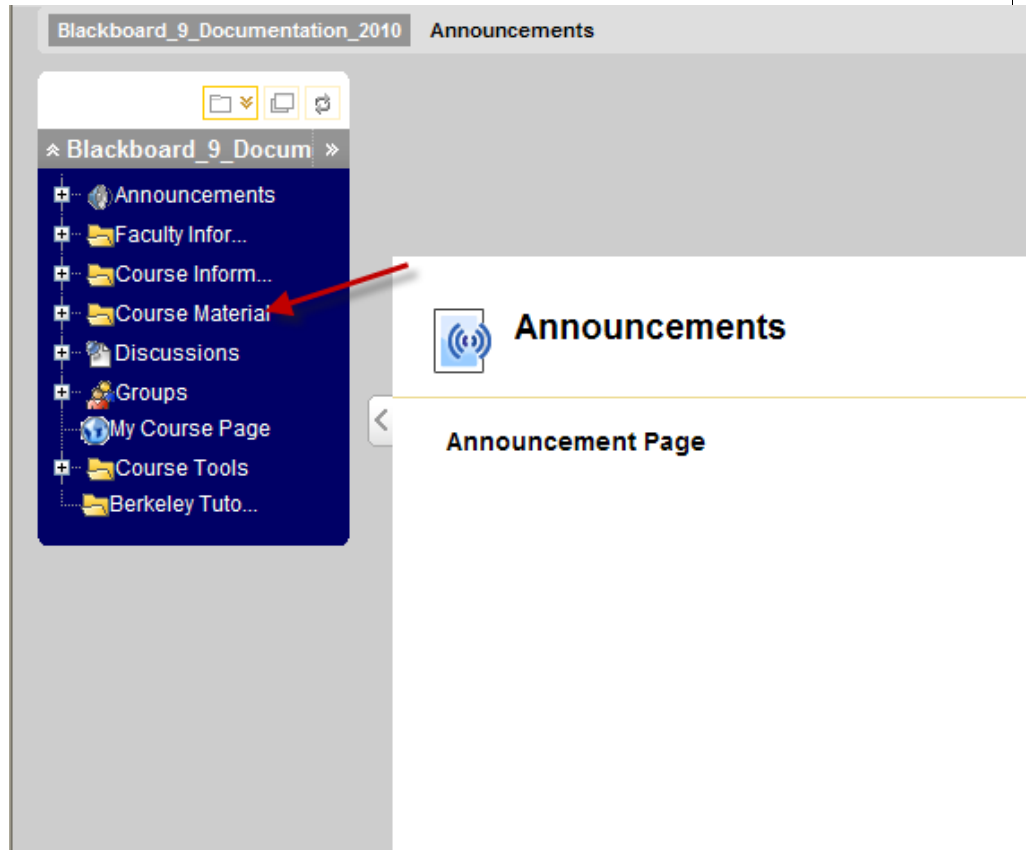 Blackboard_9_Documentation_2010 Announcements
Blackboard_9_Docum
Announcements
Faculty Infor...
Course Inform...
Course Material
Discussions
Groups
My Course Page
Course Tools
Berkeley Tuto...
Announcements
Announcement Page